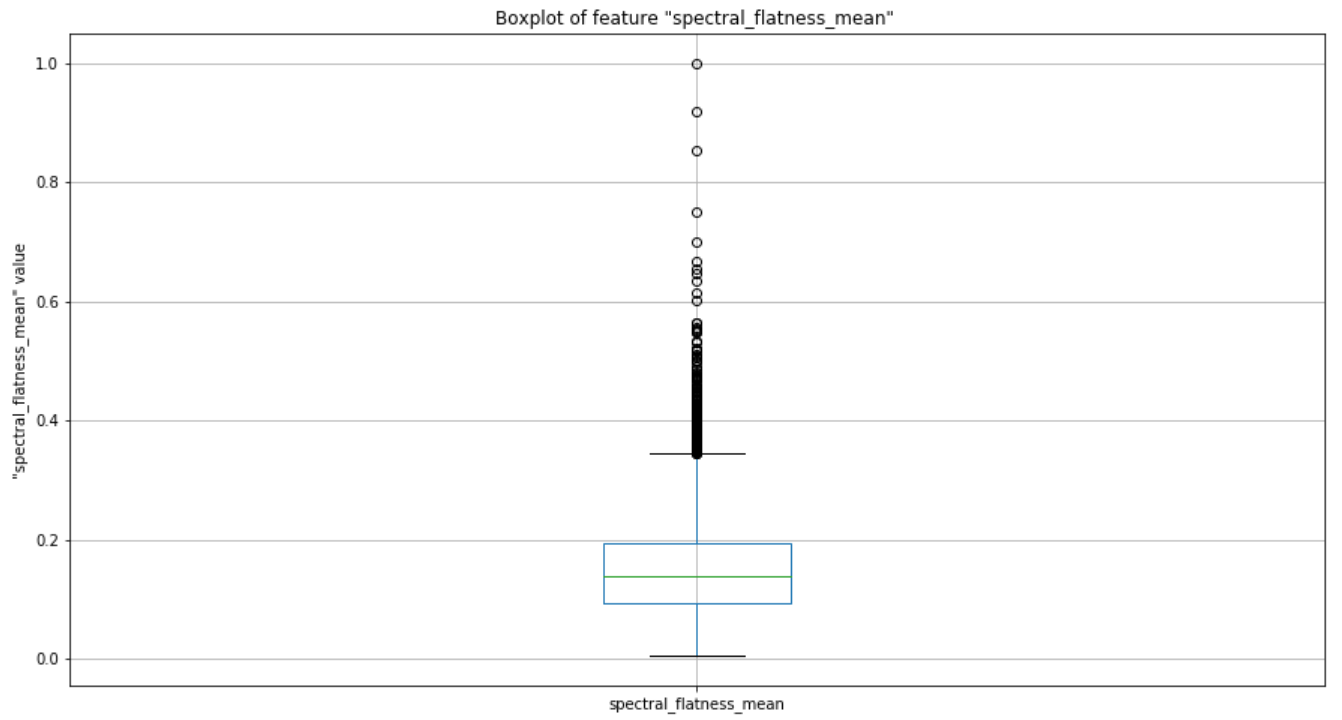 Boxplot of feature "spectral_flatness_mean"
"spectral_flatness_mean" value
1.0
0.8
0.6
0.4
0.2
0.0
spectral_flatness_mean